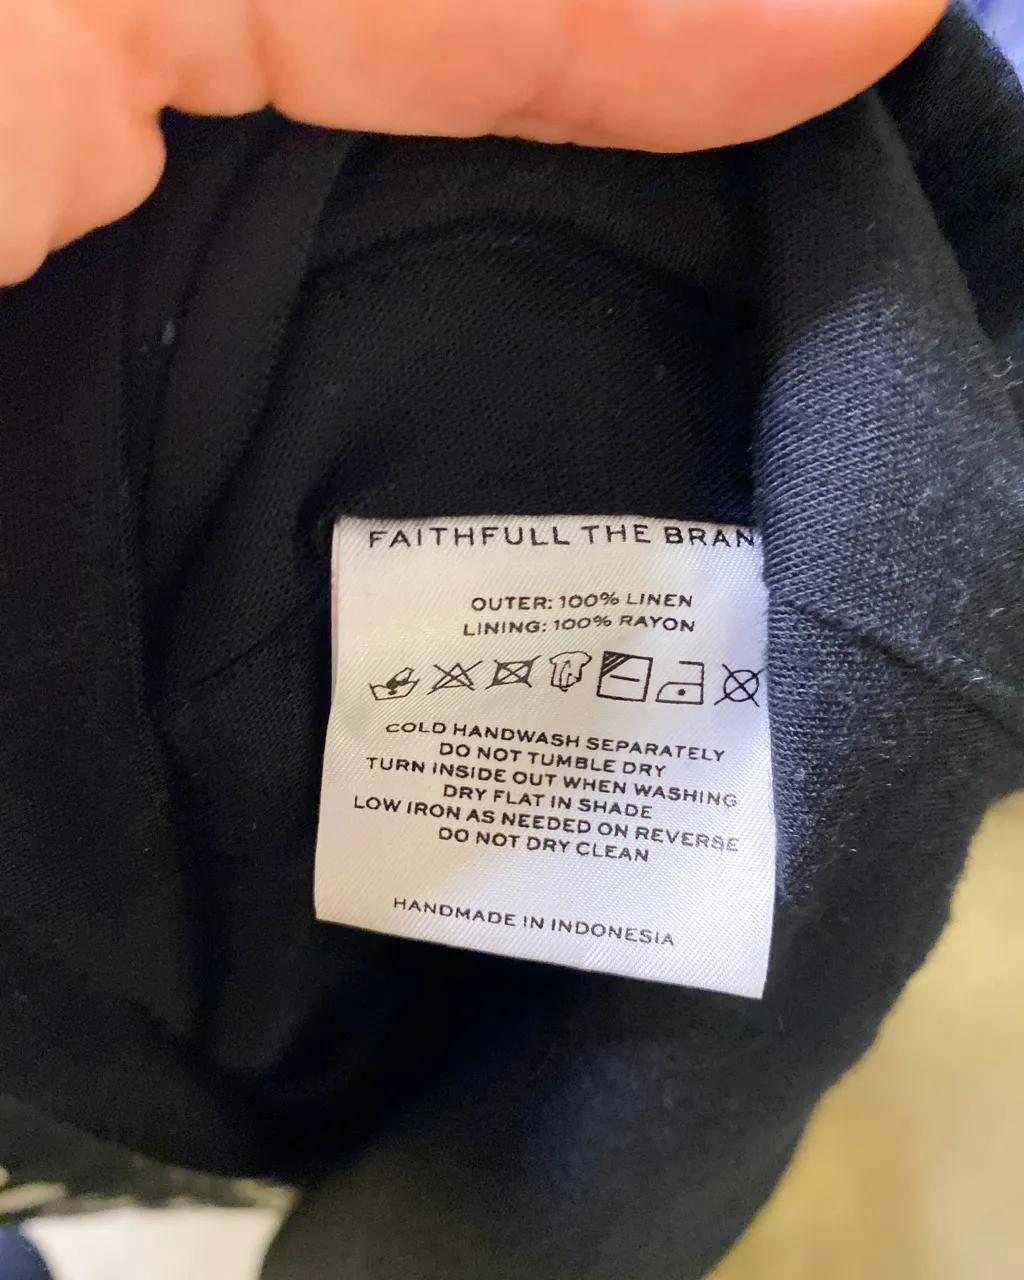 FAITHFULL THE BRAN
OUTER: 100% LINEN
LINING: 100% RAYON
COLD HANDWASH SEPARATELY
DO NOT TUMBLE DRY
TURN INSIDE OUT WHEN WASHING
DRY FLAT IN SHADE
LOW IRON AS NEEDED ON REVERSE
DO NOT DRY CLEAN
HANDMADE IN INDONESIA